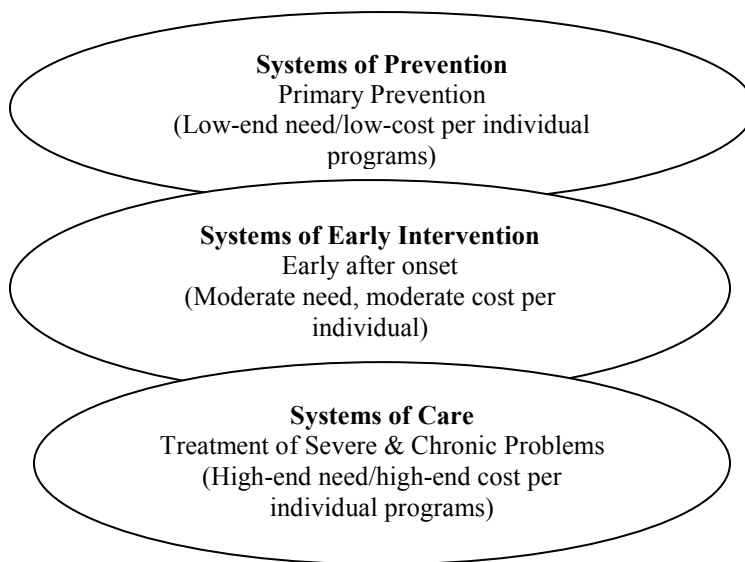 Systems of Prevention
Primary Prevention
(Low-end need/low-cost per individual
programs)
Systems of Early Intervention
Early after onset
(Moderate need, moderate cost per
individual)
Systems of Care
Treatment of Severe & Chronic Problems
(High-end need/high-end cost per
individual programs)